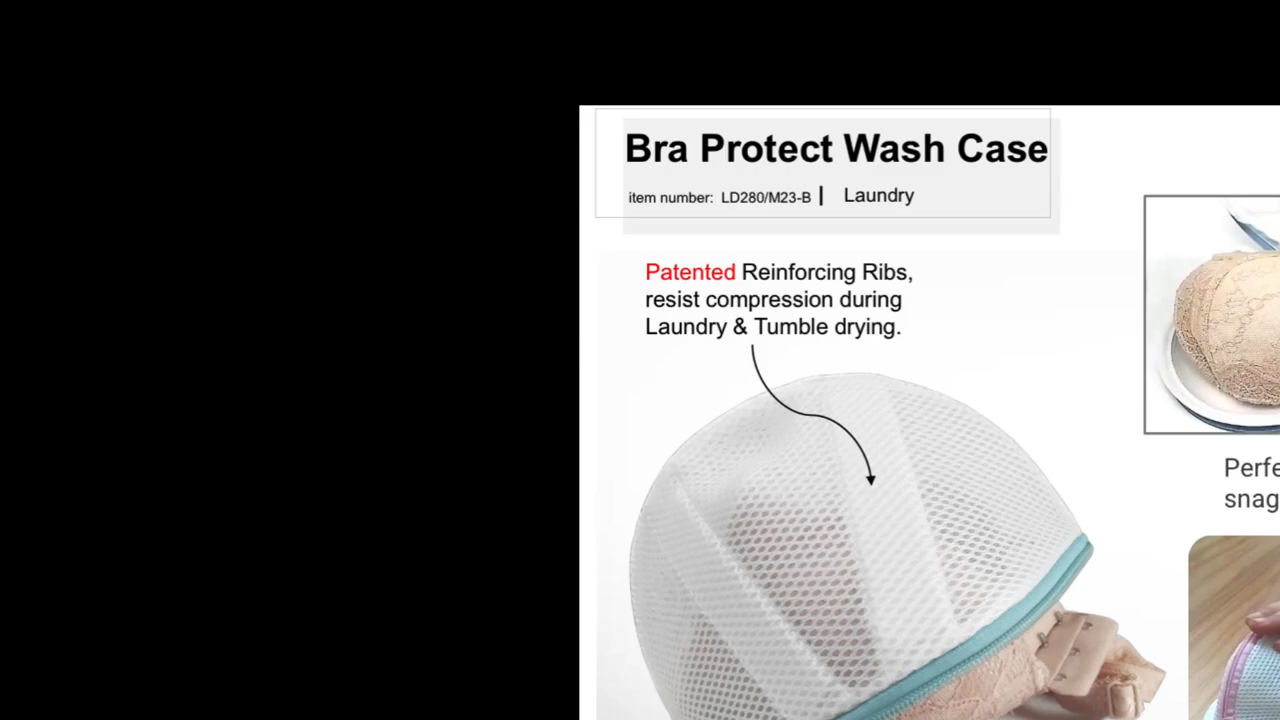 Bra Protect Wash Case
item number: LD280/M23-B | Laundry
Patented Reinforcing Ribs,
resist compression during
Laundry & Tumble drying.